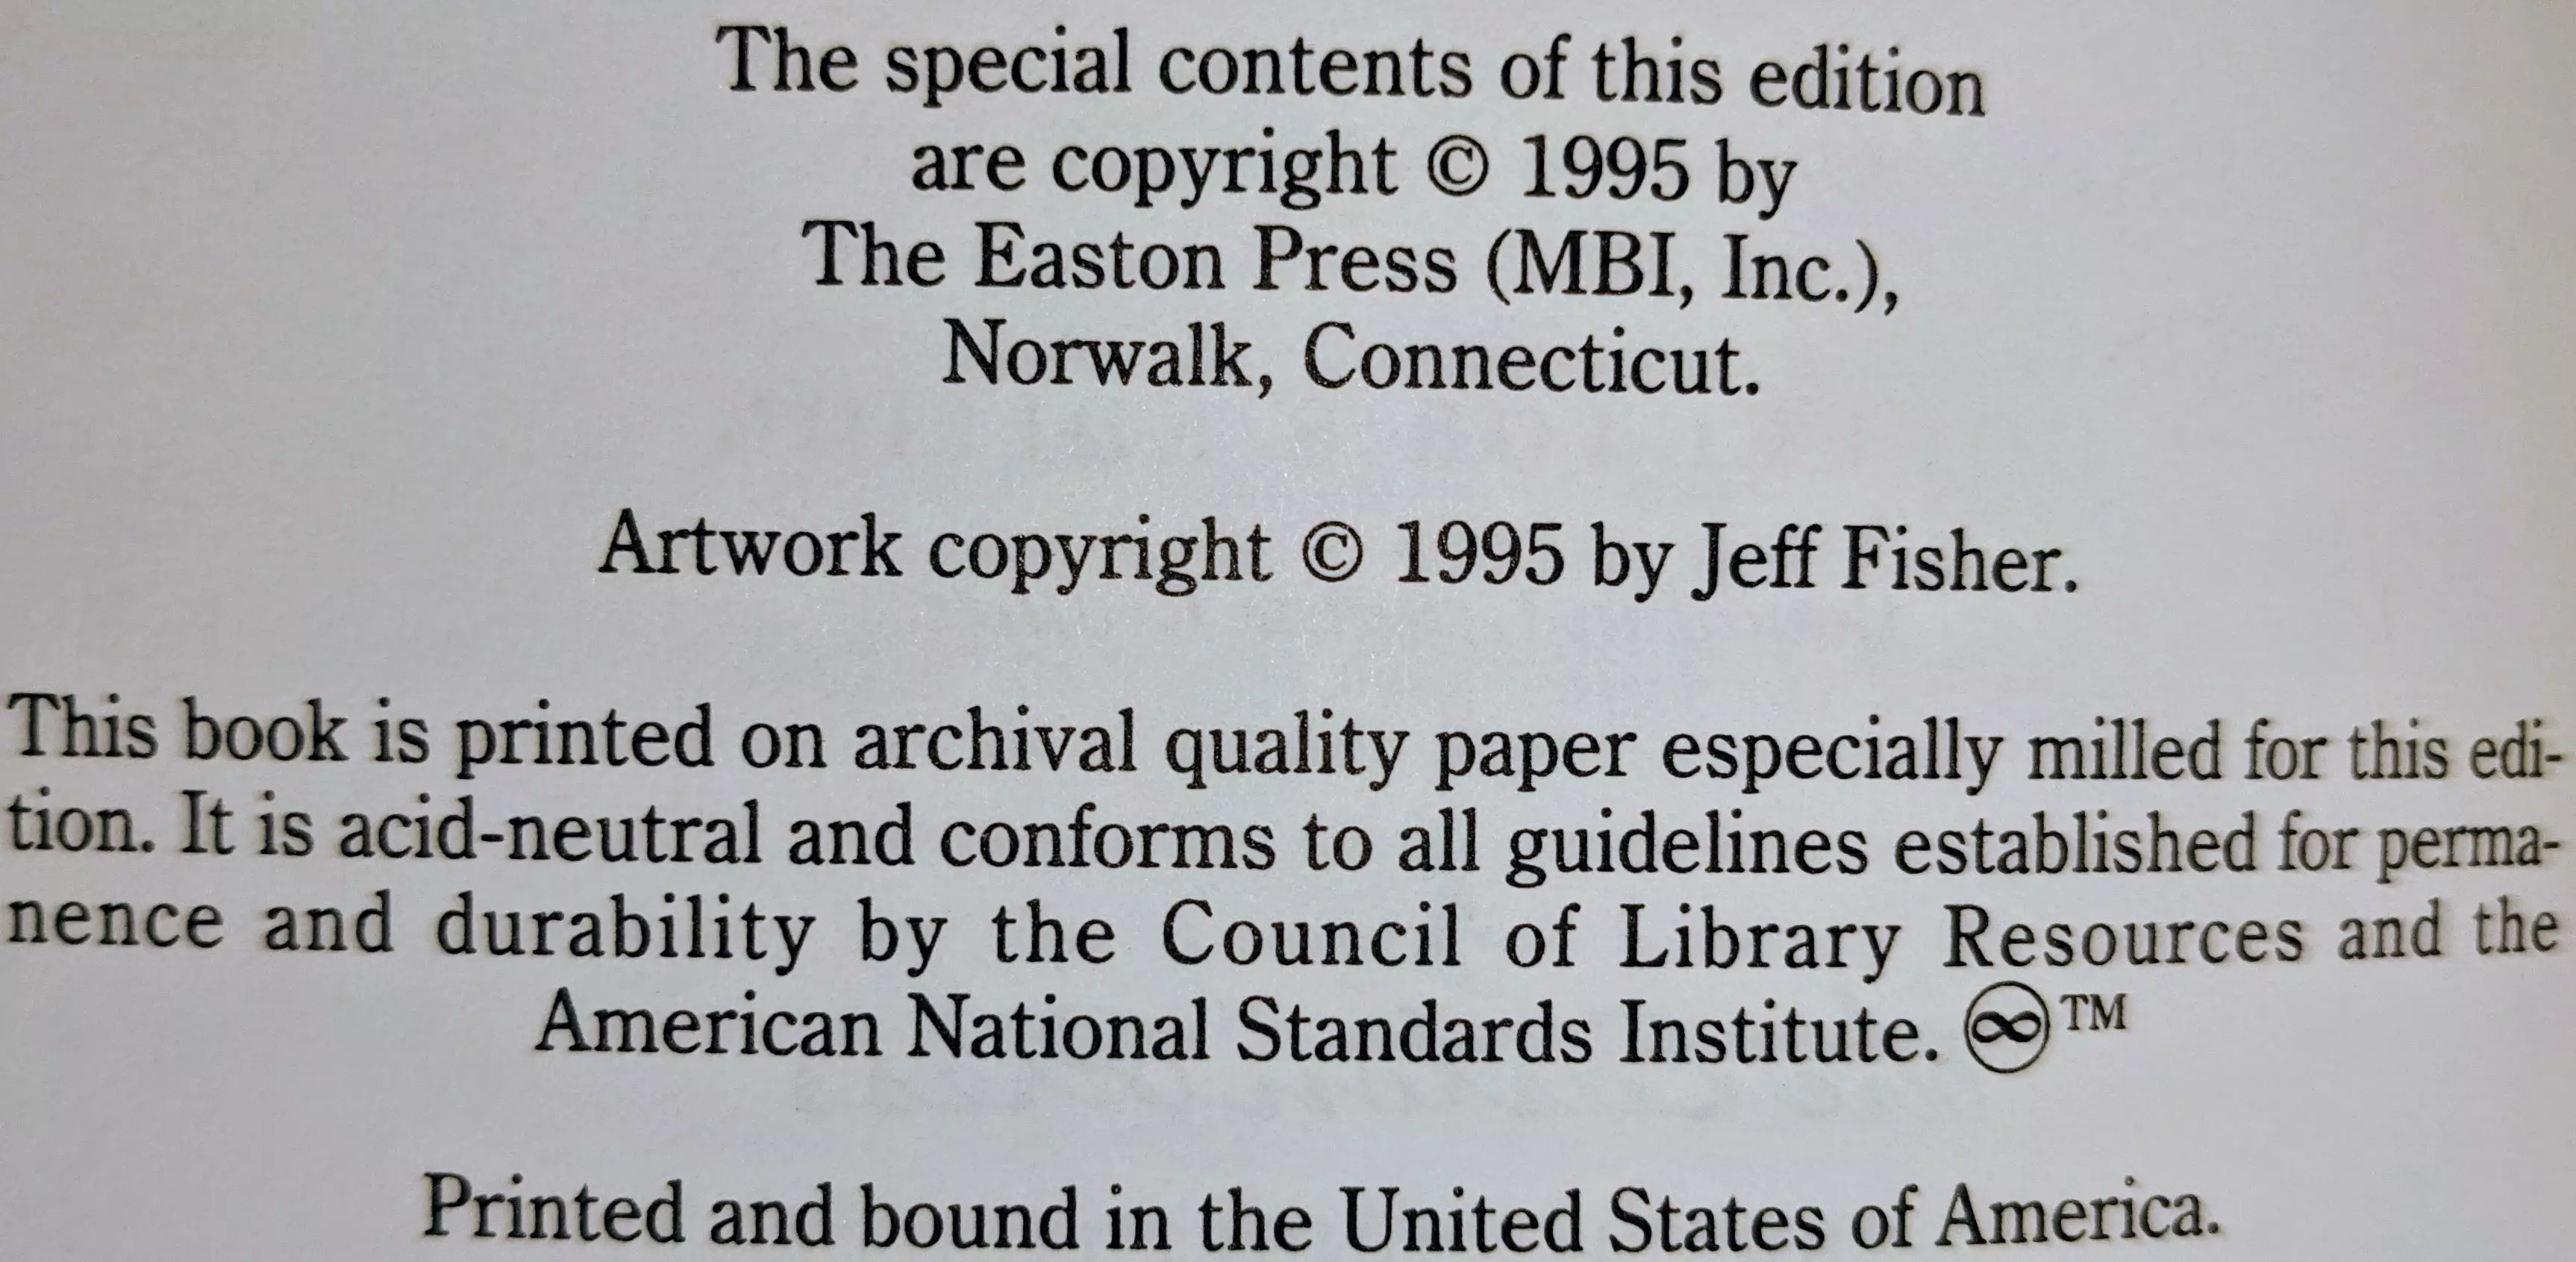 The special contents of this edition
are copyright © 1995 by
The Easton Press (MBI, Inc.),
Norwalk, Connecticut.
Artwork copyright © 1995 by Jeff Fisher.
This book is printed on archival quality paper especially milled for this edi-
tion. It is acid-neutral and conforms to all guidelines established for perma-
nence and durability by the Council of Library Resources and the
American National Standards Institute. ♾™
Printed and bound in the United States of America.